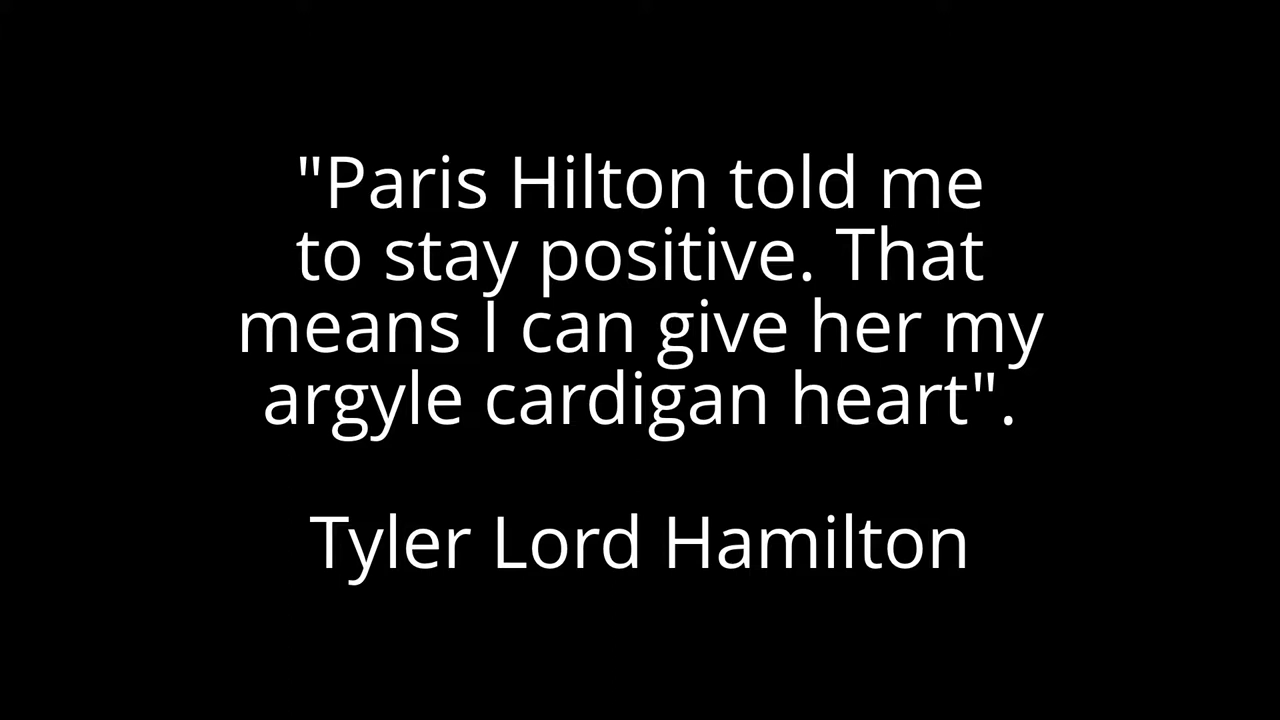 "Paris Hilton told me
to stay positive. That
means I can give her my
argyle cardigan heart".
Tyler Lord Hamilton